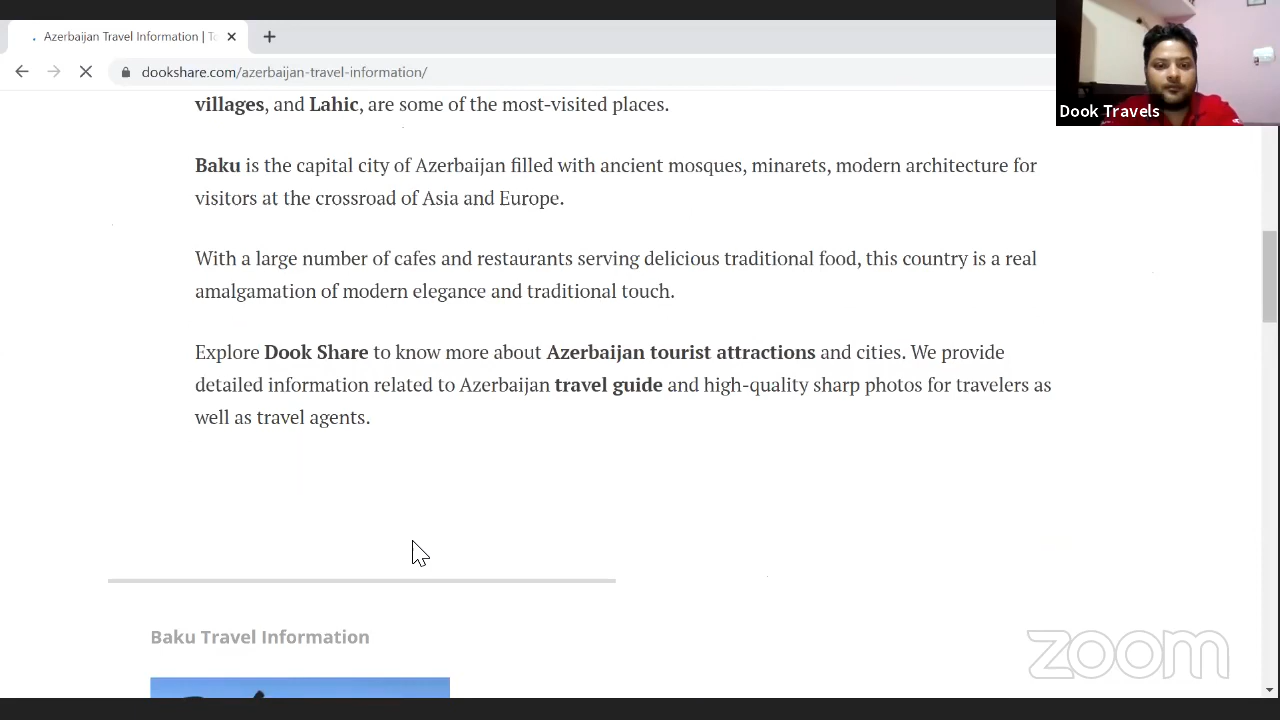 Azerbaijan Travel Information | To
dookshare.com/azerbaijan-travel-information/
Dook Travels
villages, and Lahic, are some of the most-visited places.
Baku is the capital city of Azerbaijan filled with ancient mosques, minarets, modern architecture for
visitors at the crossroad of Asia and Europe.
With a large number of cafes and restaurants serving delicious traditional food, this country is a real
amalgamation of modern elegance and traditional touch.
Explore Dook Share to know more about Azerbaijan tourist attractions and cities. We provide
detailed information related to Azerbaijan travel guide and high-quality sharp photos for travelers as
well as travel agents.
Baku Travel Information
zoom